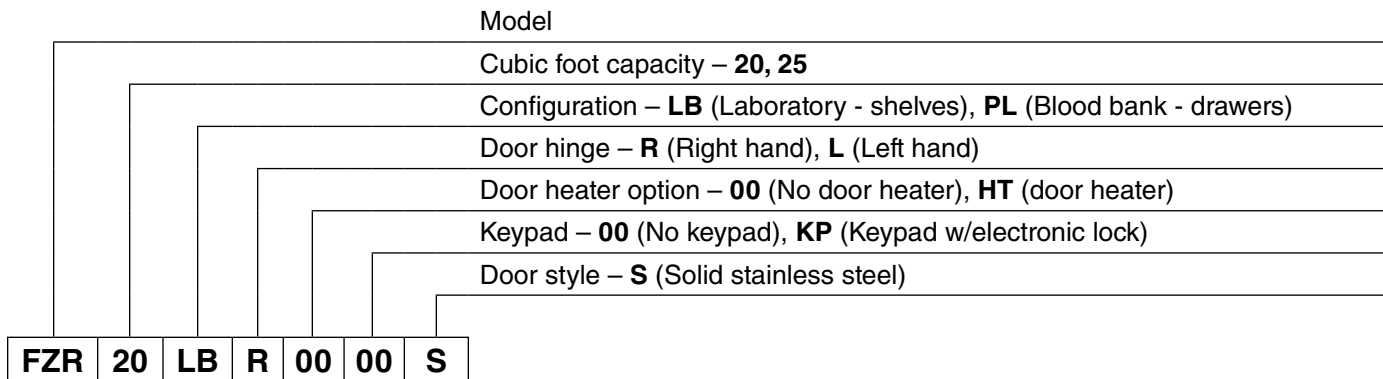 Model
Cubic foot capacity – 20, 25
Configuration – LB (Laboratory - shelves), PL (Blood bank - drawers)
Door hinge – R (Right hand), L (Left hand)
Door heater option – 00 (No door heater), HT (door heater)
Keypad – 00 (No keypad), KP (Keypad w/electronic lock)
Door style – S (Solid stainless steel)
FZR 20 LB R 00 00 S